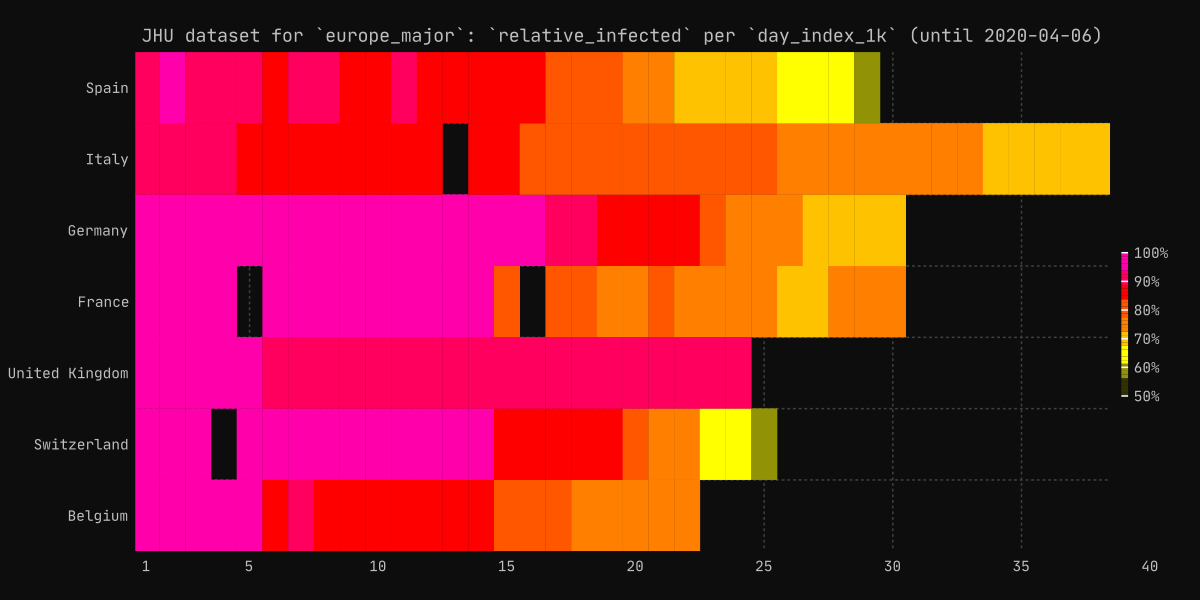 JHU dataset for `europe_major`: `relative_infected` per `day_index_1k` (until 2020-04-06)
Spain
Italy
Germany
France
United Kingdom
Switzerland
Belgium
100%
90%
80%
70%
60%
50%
1 5 10 15 20 25 30 35 40